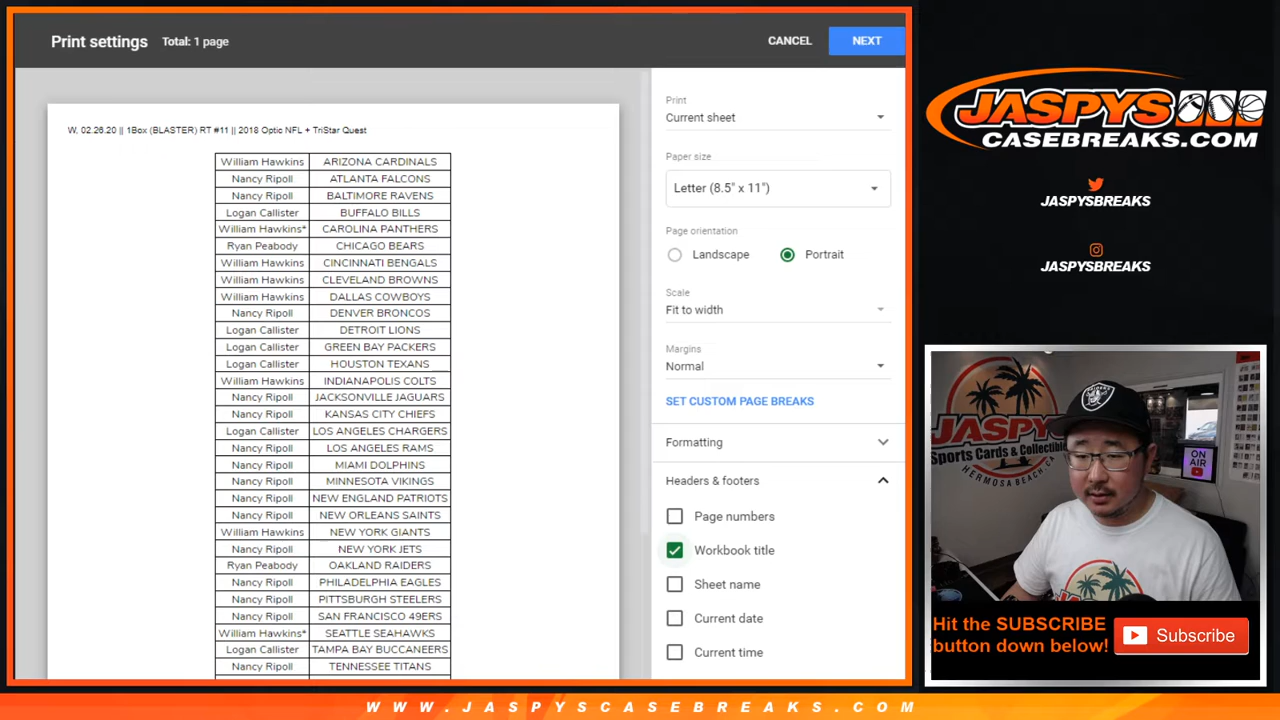 Print settings Total: 1 page CANCEL NEXT
W, 02.26.20 || 1Box (BLASTER) RT #11 || 2018 Optic NFL + TriStar Quest
William Hawkins ARIZONA CARDINALS
Nancy Ripoll ATLANTA FALCONS
Nancy Ripoll BALTIMORE RAVENS
Logan Callister BUFFALO BILLS
William Hawkins* CAROLINA PANTHERS
Ryan Peabody CHICAGO BEARS
William Hawkins CINCINNATI BENGALS
William Hawkins CLEVELAND BROWNS
William Hawkins DALLAS COWBOYS
Nancy Ripoll DENVER BRONCOS
Logan Callister DETROIT LIONS
Logan Callister GREEN BAY PACKERS
Logan Callister HOUSTON TEXANS
William Hawkins INDIANAPOLIS COLTS
Nancy Ripoll JACKSONVILLE JAGUARS
Nancy Ripoll KANSAS CITY CHIEFS
Logan Callister LOS ANGELES CHARGERS
Nancy Ripoll LOS ANGELES RAMS
Nancy Ripoll MIAMI DOLPHINS
Nancy Ripoll MINNESOTA VIKINGS
Nancy Ripoll NEW ENGLAND PATRIOTS
Nancy Ripoll NEW ORLEANS SAINTS
William Hawkins NEW YORK GIANTS
Nancy Ripoll NEW YORK JETS
Ryan Peabody OAKLAND RAIDERS
Nancy Ripoll PHILADELPHIA EAGLES
Nancy Ripoll PITTSBURGH STEELERS
Nancy Ripoll SAN FRANCISCO 49ERS
William Hawkins* SEATTLE SEAHAWKS
Logan Callister TAMPA BAY BUCCANEERS
Nancy Ripoll TENNESSEE TITANS
Print
Current sheet
Paper size
Letter (8.5" x 11")
Page orientation
Landscape Portrait
Scale
Fit to width
Margins
Normal
SET CUSTOM PAGE BREAKS
Formatting
Headers & footers
Page numbers
Workbook title
Sheet name
Current date
Current time
JASPYS
CASEBREAKS.COM
JASPYSBREAKS
JASPYSBREAKS
JASPYS
Sports Cards & Collectibles
HERMOSA BEACH, CA
RAIDERS
ON
AIR
Hit the SUBSCRIBE
button down below!
Subscribe
WWW.JASPYSCASEBREAKS.COM